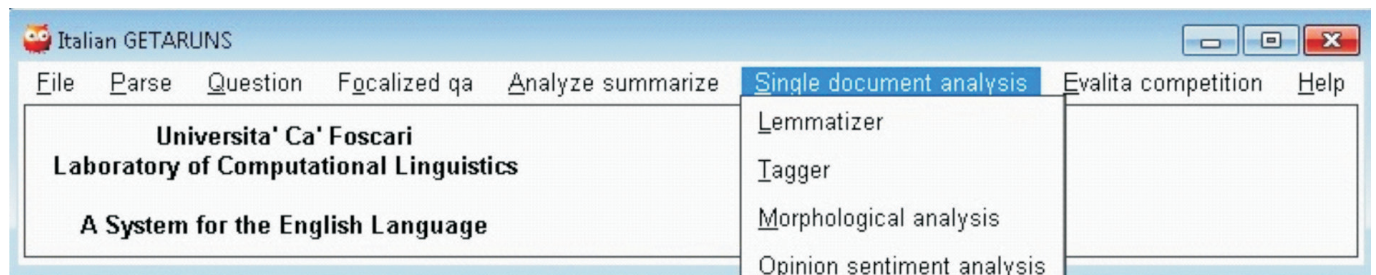 Italian GETARUNS
File Parse Question Focalized qa Analyze summarize Single document analysis Evalita competition Help
Universita' Ca' Foscari
Laboratory of Computational Linguistics
A System for the English Language
Lemmatizer
Tagger
Morphological analysis
Opinion sentiment analysis